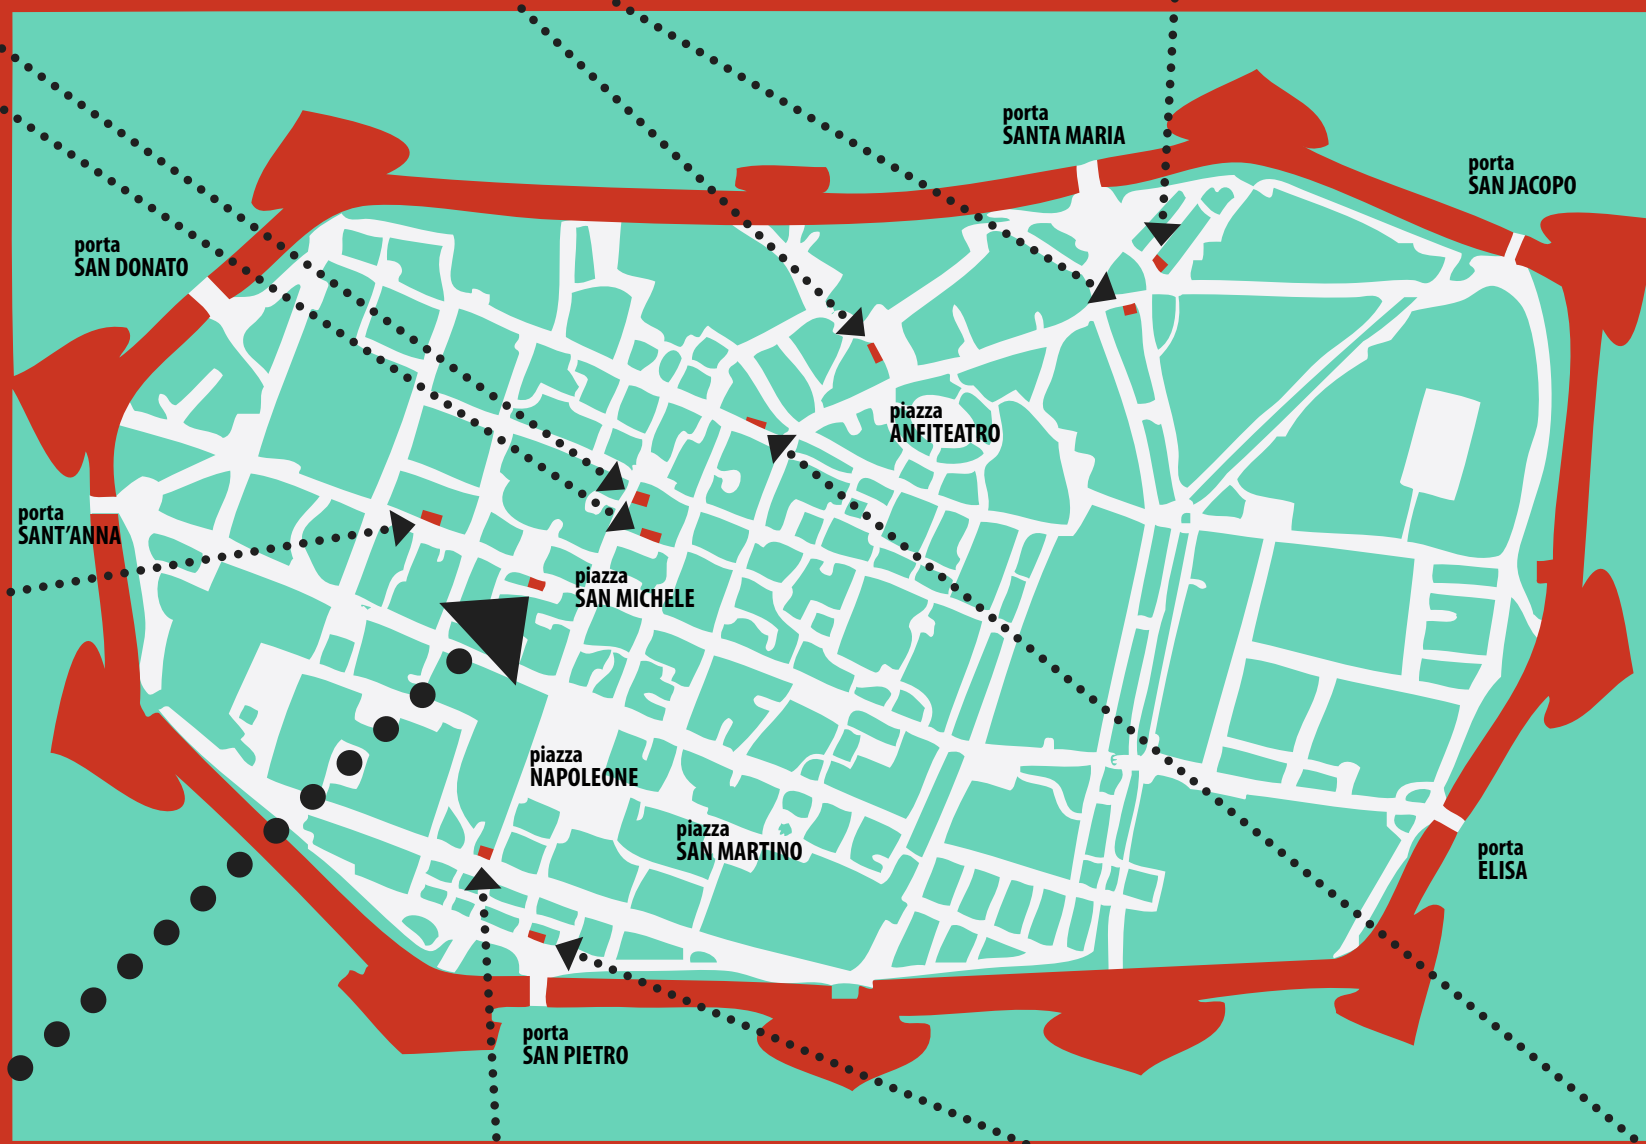 porta
SANTA MARIA
porta
SAN JACOPO
porta
SAN DONATO
piazza
ANFITEATRO
porta
SANT'ANNA
piazza
SAN MICHELE
piazza
NAPOLEONE
piazza
SAN MARTINO
porta
ELISA
porta
SAN PIETRO